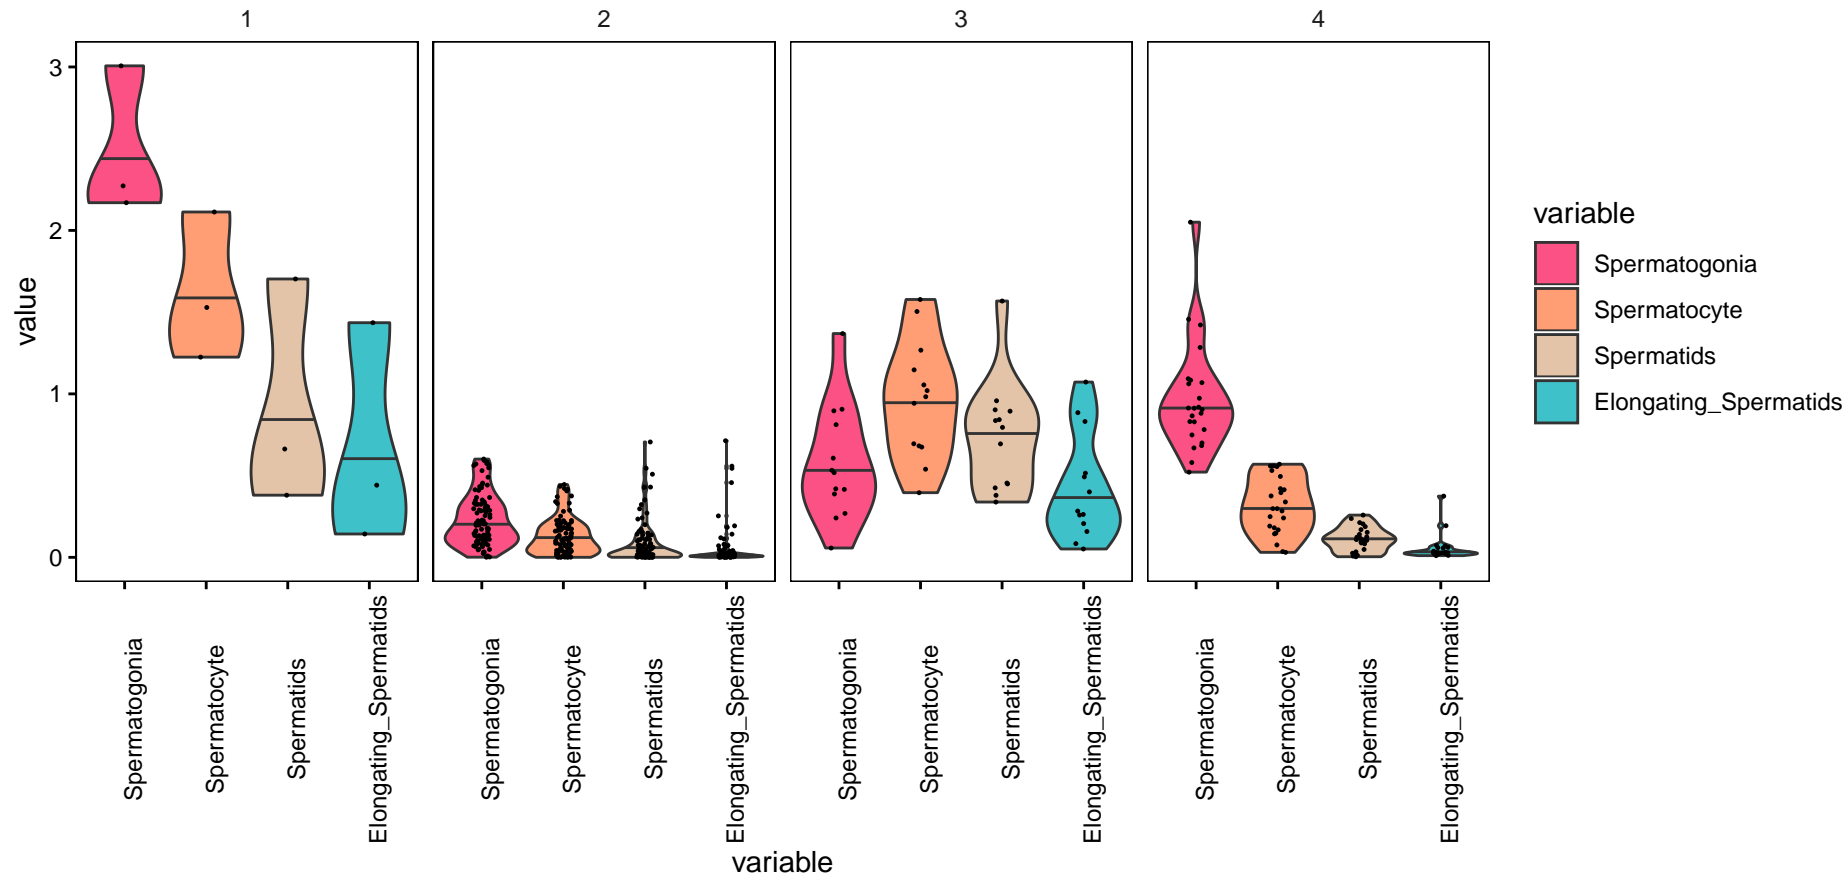 1 2 3 4
3
2
1
0
value
Spermatogonia
Spermatocyte
Spermatids
Elongating_Spermatids
Spermatogonia
Spermatocyte
Spermatids
Elongating_Spermatids
Spermatogonia
Spermatocyte
Spermatids
Elongating_Spermatids
Spermatogonia
Spermatocyte
Spermatids
Elongating_Spermatids
variable
variable
Spermatogonia
Spermatocyte
Spermatids
Elongating_Spermatids